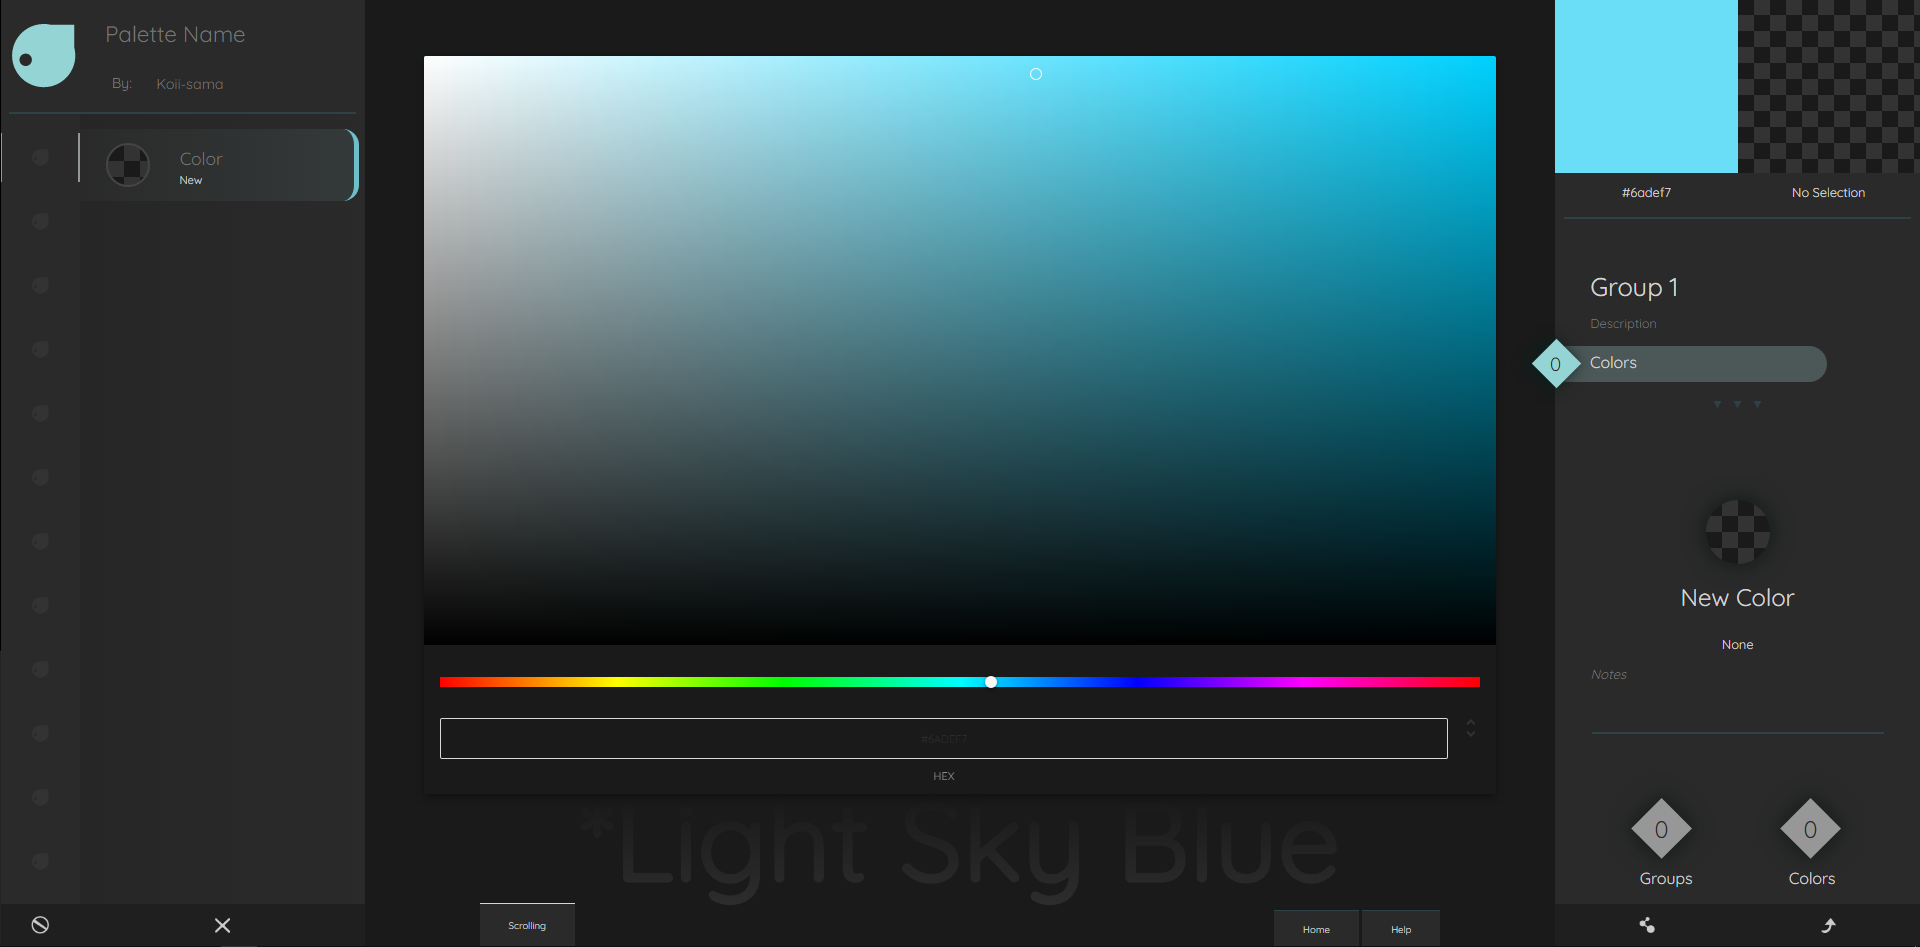 Palette Name
By: Koii-sama
Color
New
#6ADEF7
HEX
*Light Sky Blue
Scrolling
Home
Help
#6adef7
No Selection
Group 1
Description
0
Colors
New Color
None
Notes
0
0
Groups
Colors